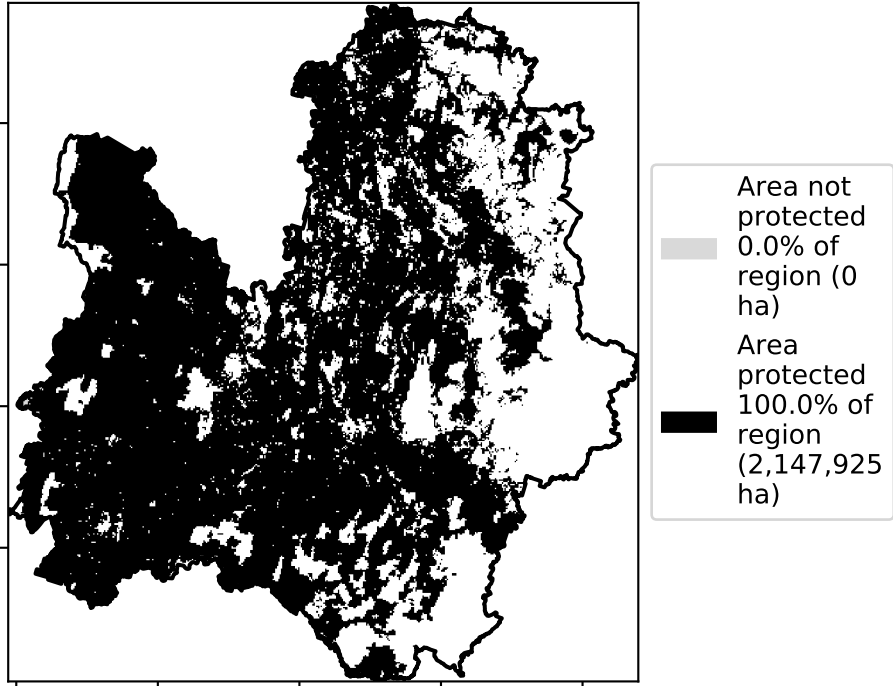 Area not
protected
0.0% of
region (0
ha)
Area
protected
100.0% of
region
(2,147,925
ha)